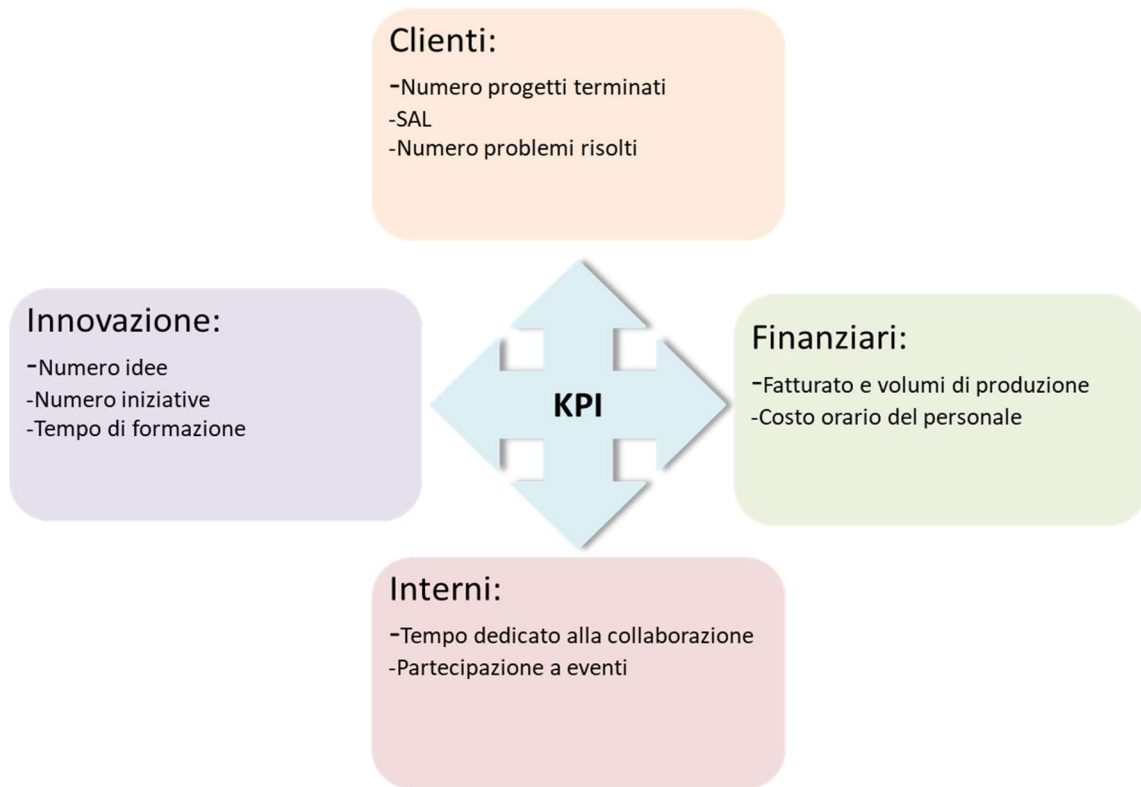 Clienti:
-Numero progetti terminati
-SAL
-Numero problemi risolti
Innovazione:
-Numero idee
-Numero iniziative
-Tempo di formazione
KPI
Finanziari:
-Fatturato e volumi di produzione
-Costo orario del personale
Interni:
-Tempo dedicato alla collaborazione
-Partecipazione a eventi